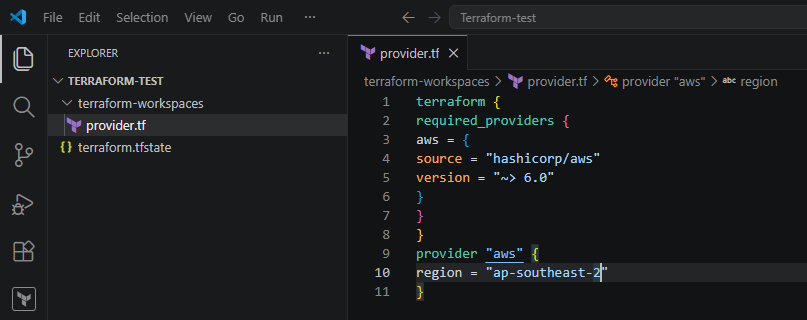 File Edit Selection View Go Run ··· ← → Terraform-test
EXPLORER ···
TERRAFORM-TEST
terraform-workspaces
provider.tf
{} terraform.tfstate
provider.tf ×
terraform-workspaces > provider.tf > provider "aws" > abc region
1 terraform {
2 required_providers {
3 aws = {
4 source = "hashicorp/aws"
5 version = "~> 6.0"
6 }
7 }
8 }
9 provider "aws" {
10 region = "ap-southeast-2"
11 }